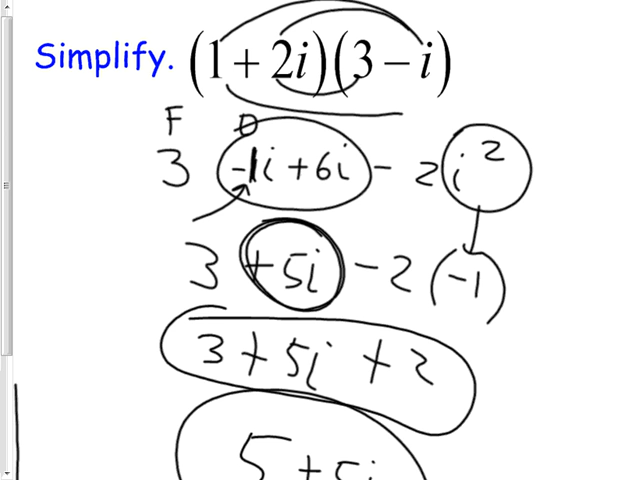 Simplify. (1 + 2i)(3 − i)
F O
3 -1i + 6i - 2i²
3 + 5i - 2(-1)
3 + 5i + 2
5 + 5i